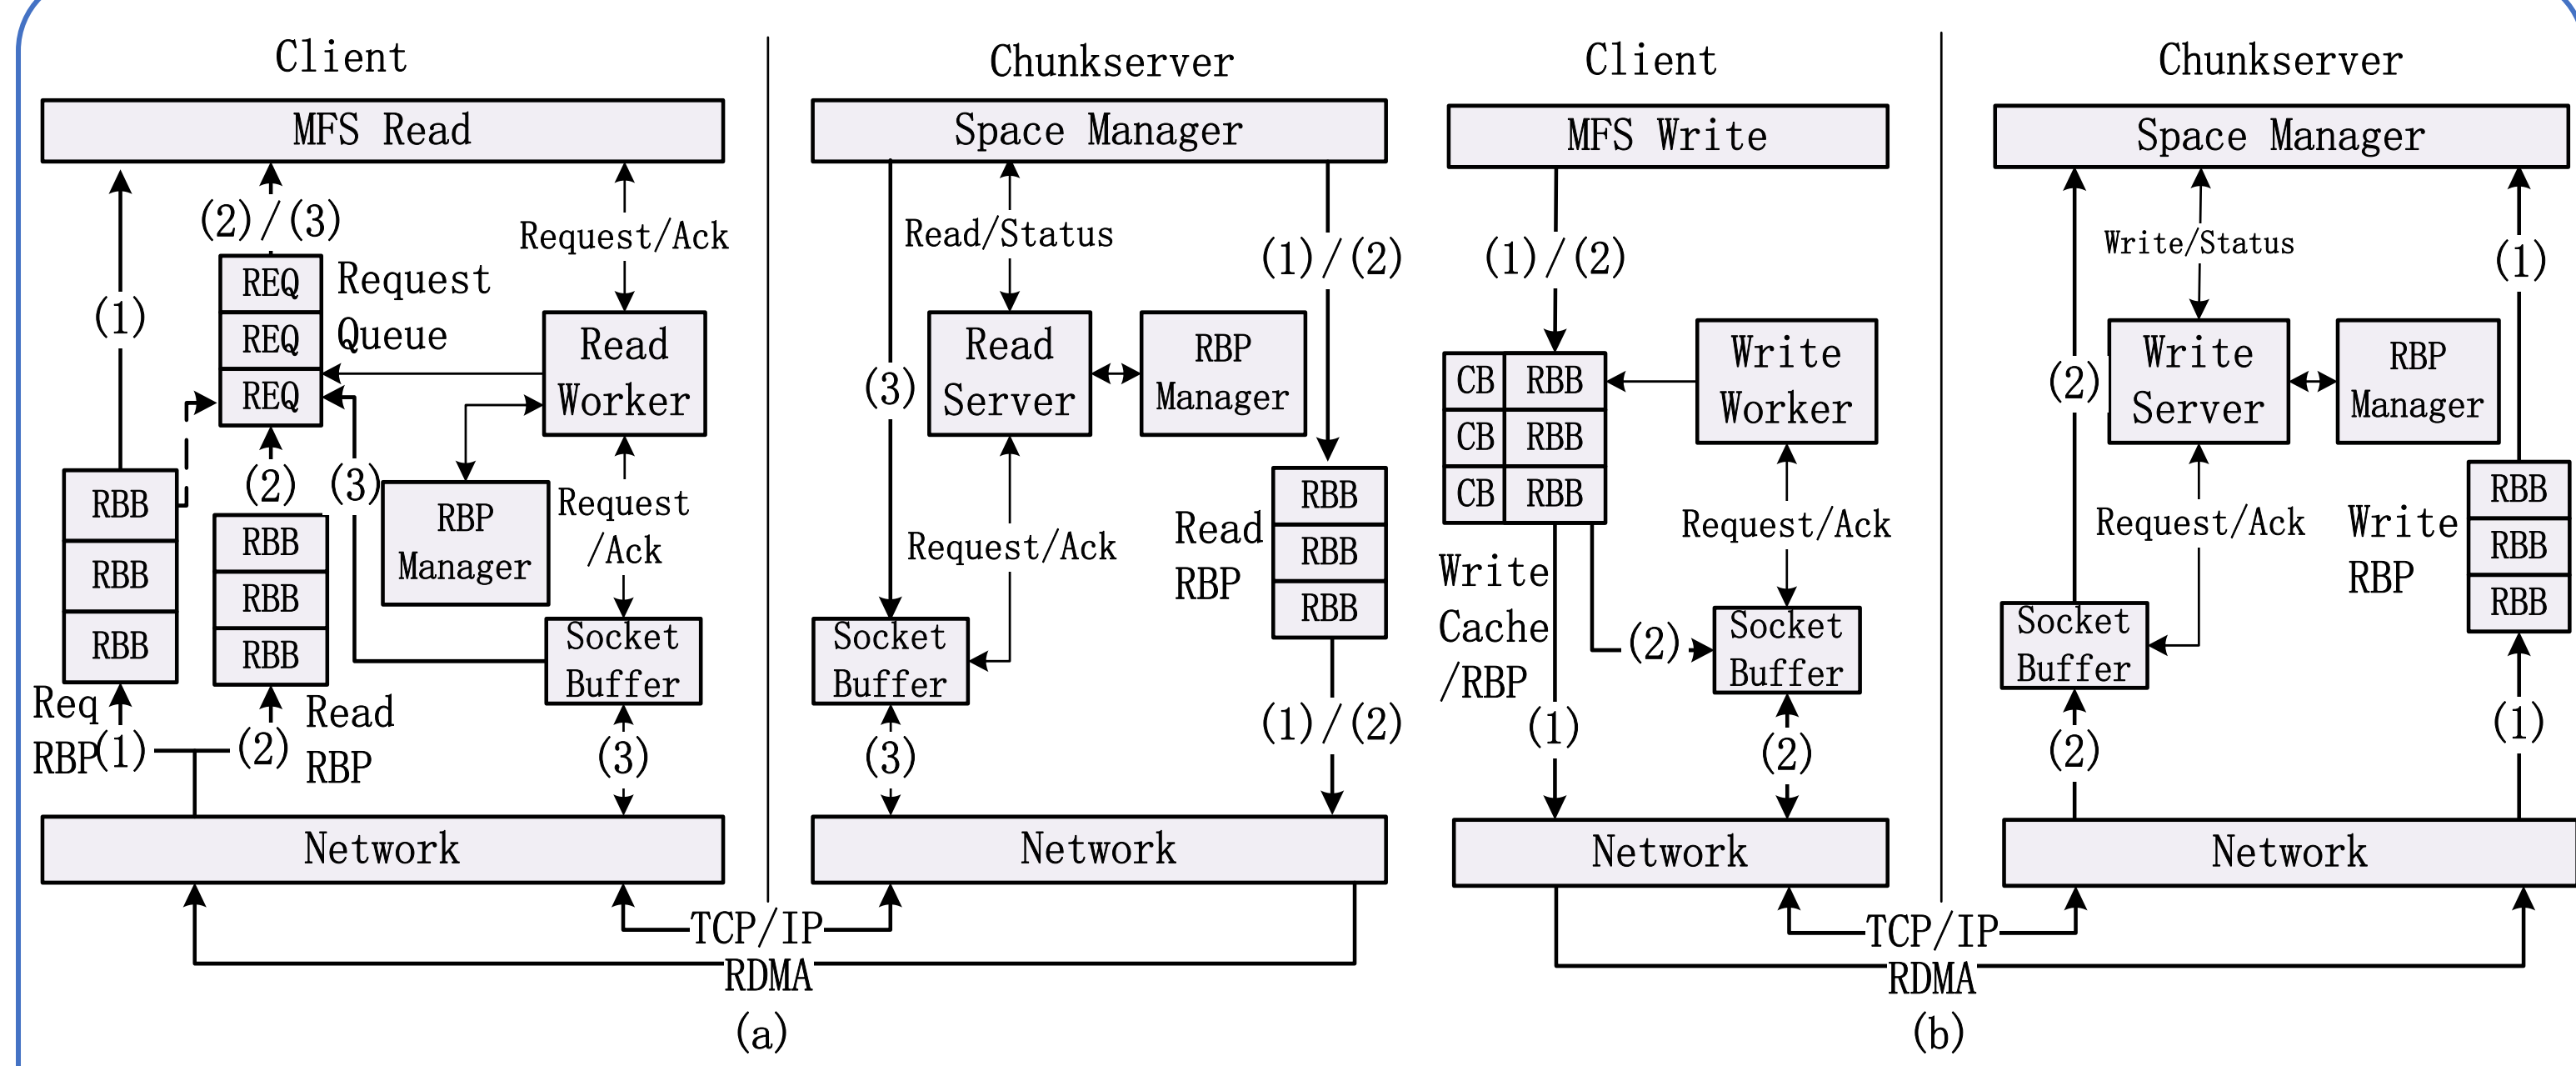 Client
MFS Read
(1)
(2)/(3)
REQ
REQ
REQ
Request
Queue
Request/Ack
Read
Worker
(2)
(3)
RBB
RBB
RBB
Req
RBP
(1)
RBB
RBB
RBB
(2)
Read
RBP
RBP
Manager
Request
/Ack
Socket
Buffer
(3)
Network
Chunkserver
Space Manager
(3)
Read/Status
(1)/(2)
Read
Server
RBP
Manager
Request/Ack
Read
RBP
RBB
RBB
RBB
Socket
Buffer
(3)
(1)/(2)
Network
TCP/IP
RDMA
(a)
Client
MFS Write
(1)/(2)
CB RBB
CB RBB
CB RBB
Write
Worker
Request/Ack
Write
Cache
/RBP
(2)
Socket
Buffer
(1)
(2)
Network
Chunkserver
Space Manager
(2)
Write/Status
(1)
Write
Server
RBP
Manager
Request/Ack
Write
RBP
RBB
RBB
RBB
Socket
Buffer
(2)
(1)
Network
TCP/IP
RDMA
(b)